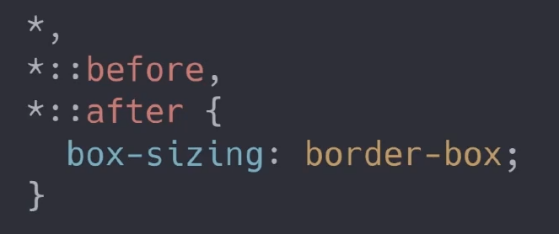 *,
*::before,
*::after {
  box-sizing: border-box;
}